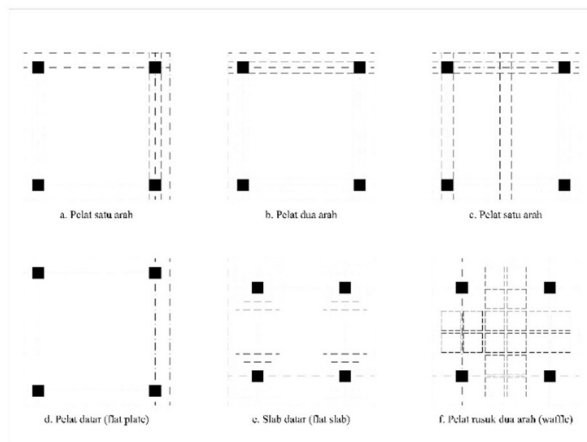 a. Pelat satu arah
b. Pelat dua arah
c. Pelat satu arah
d. Pelat datar (flat plate)
e. Slab datar (flat slab)
f. Pelat rusuk dua arah (waffle)